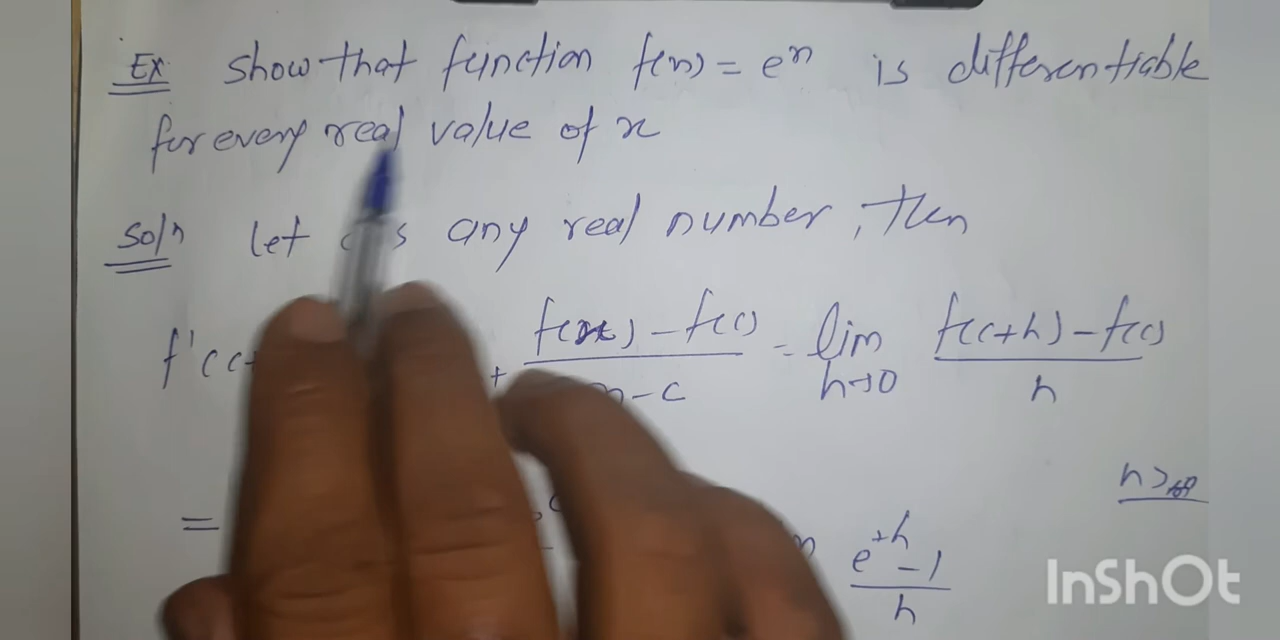 Ex Show that function f(x) = e^x is differentiable
for every real value of x
Soln Let any real number, then
f'(c+ f(x) - f(c) = lim f(c+h) - f(c)
+ x-c h→0 h
h>0
= e^+h - 1
h
InShOt